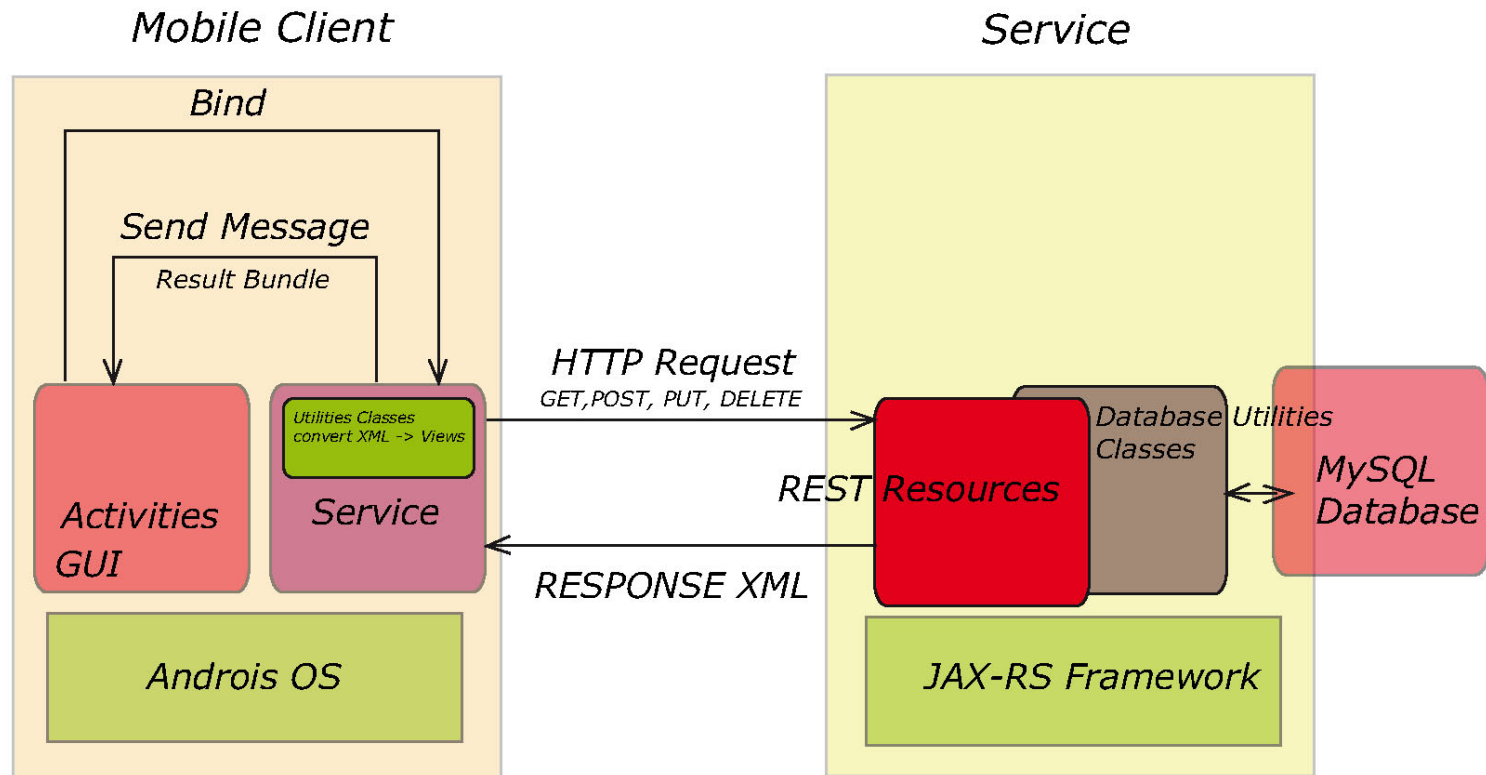 Mobile Client
Service
Bind
Send Message
Result Bundle
HTTP Request
GET,POST, PUT, DELETE
Utilities Classes
convert XML -> Views
Service
Activities
GUI
Androis OS
RESPONSE XML
REST Resources
Database Utilities
Classes
MySQL
Database
JAX-RS Framework